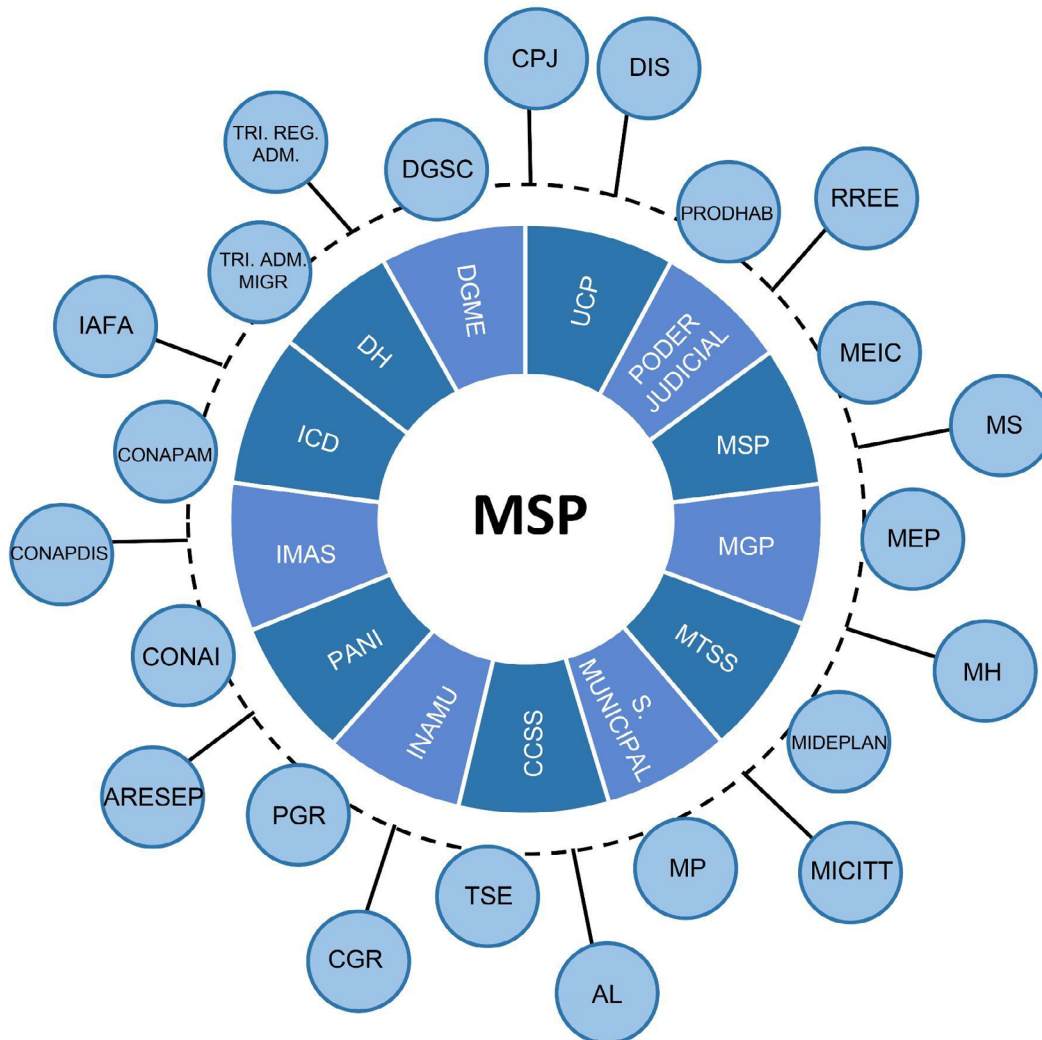 CPJ
DIS
TRI. REG.
ADM.
DGSC
PRODHAB
RREE
TRI. ADM.
MIGR
IAFA
MEIC
MS
CONAPAM
CONAPDIS
MEP
CONAI
MH
ARESEP
MIDEPLAN
PGR
MICITT
MP
TSE
CGR
AL
DGME
UCP
PODER
JUDICIAL
MSP
MGP
MTSS
S.
MUNICIPAL
CCSS
INAMU
PANI
IMAS
ICD
DH
MSP